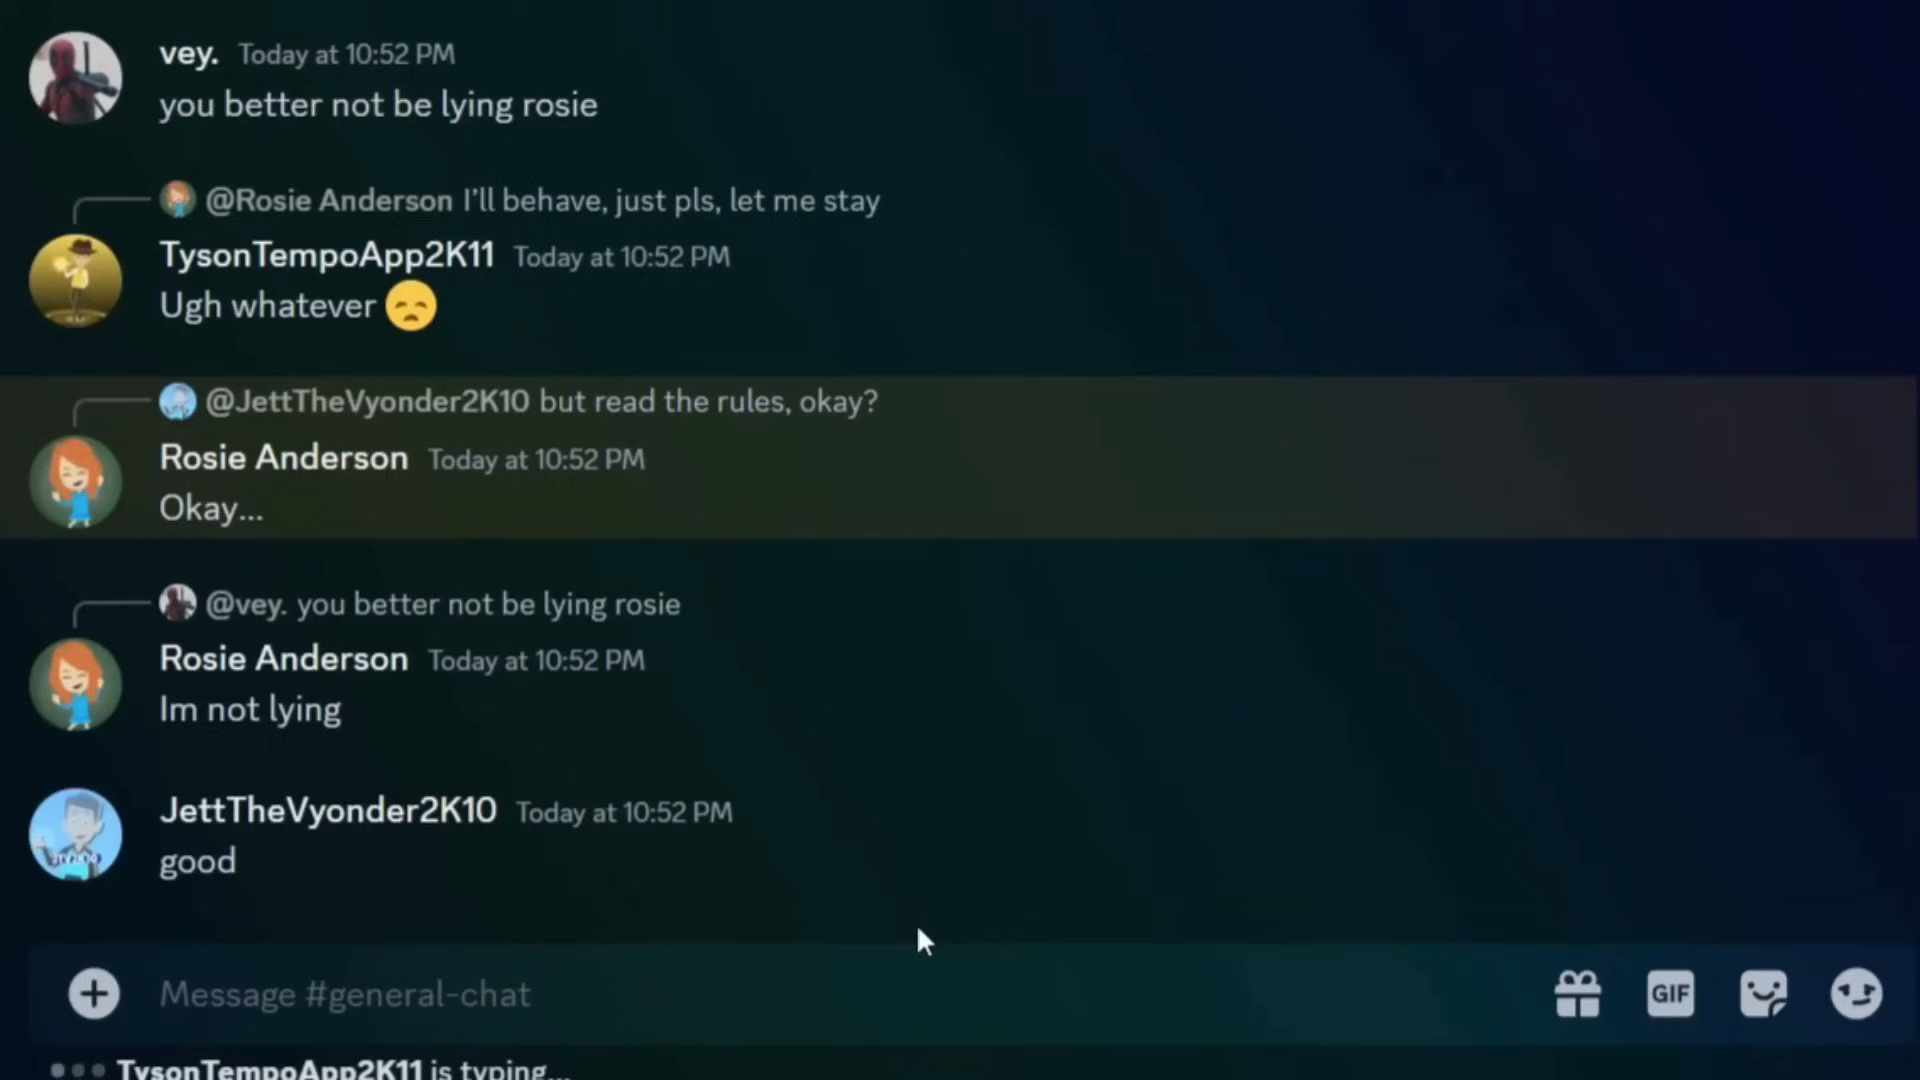 vey. Today at 10:52 PM
you better not be lying rosie
@Rosie Anderson I'll behave, just pls, let me stay
TysonTempoApp2K11 Today at 10:52 PM
Ugh whatever 😞
@JettTheVyonder2K10 but read the rules, okay?
Rosie Anderson Today at 10:52 PM
Okay...
@vey. you better not be lying rosie
Rosie Anderson Today at 10:52 PM
Im not lying
JettTheVyonder2K10 Today at 10:52 PM
good
Message #general-chat
GIF
TysonTempoApp2K11 is typing...